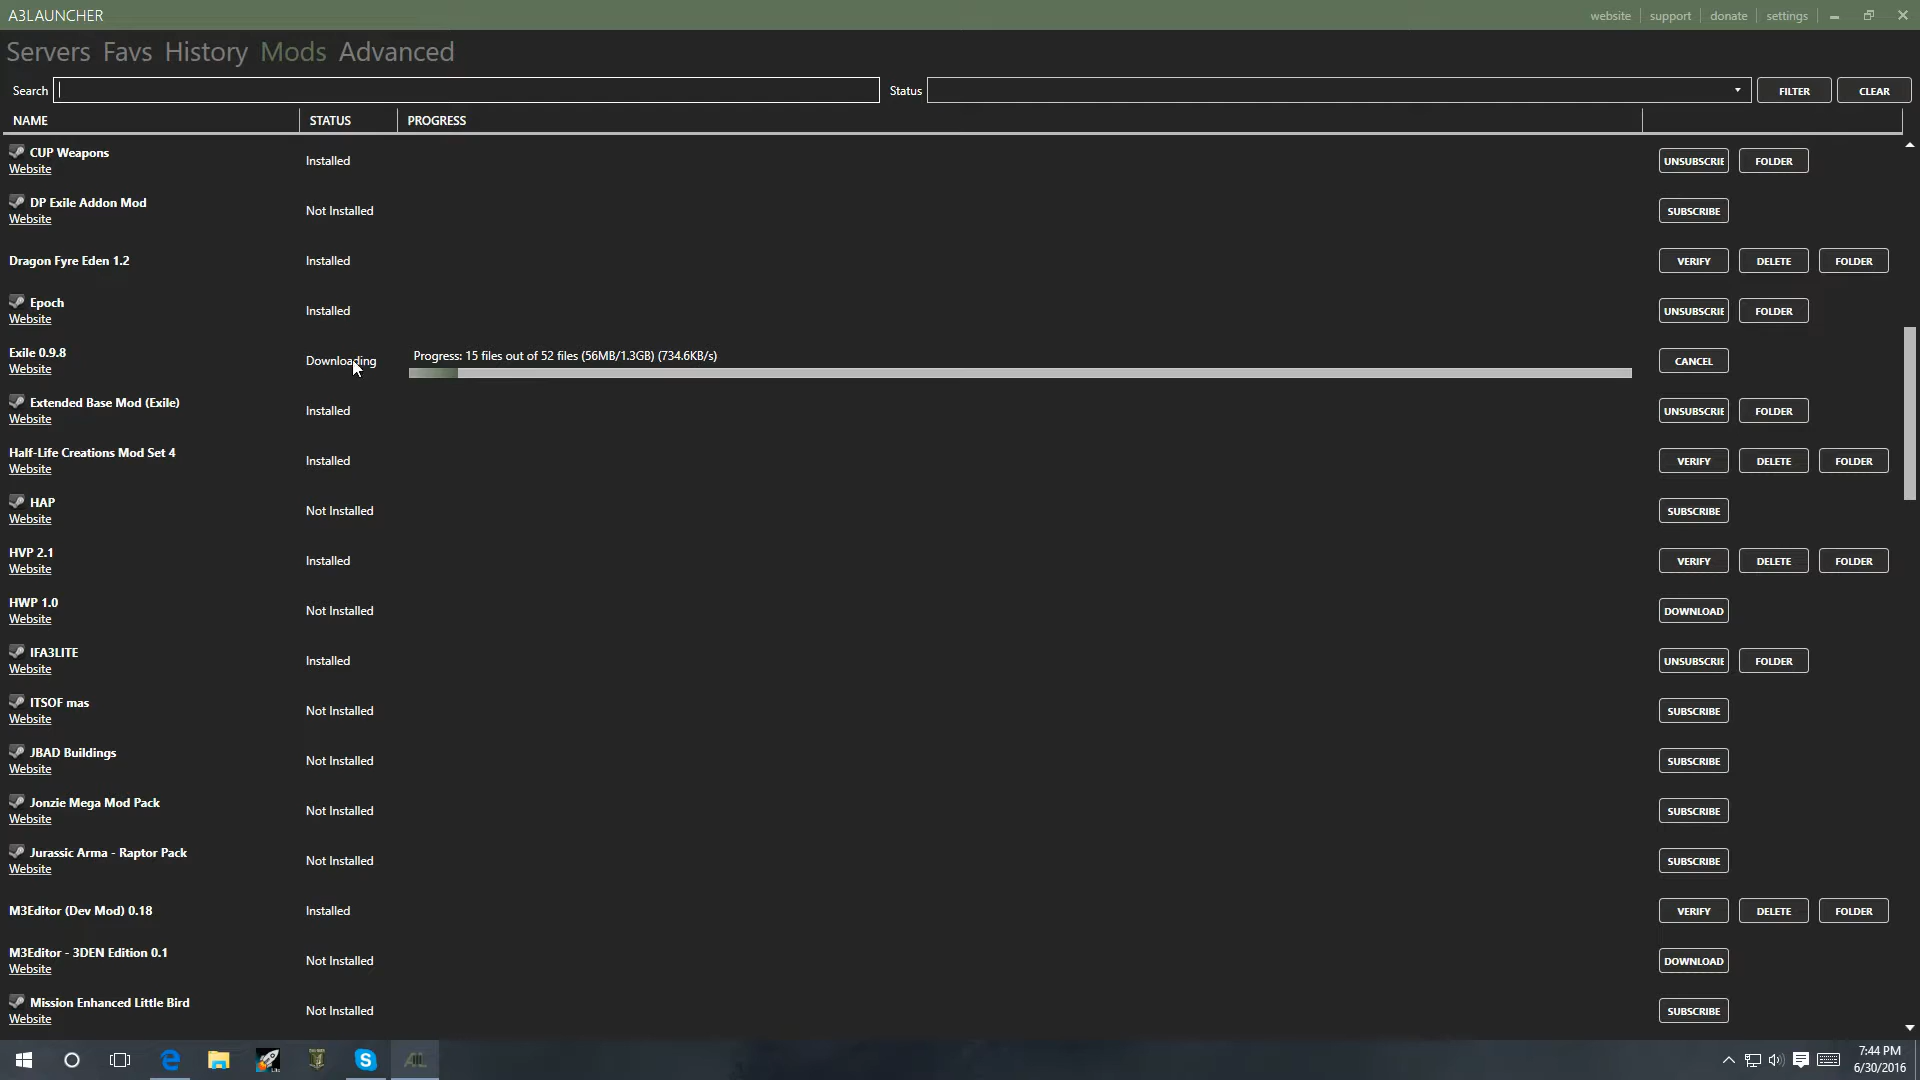 A3LAUNCHER
website support donate settings
Servers Favs History Mods Advanced
Search Status FILTER CLEAR
NAME STATUS PROGRESS
CUP Weapons
Website
Installed UNSUBSCRIE FOLDER
DP Exile Addon Mod
Website
Not Installed SUBSCRIBE
Dragon Fyre Eden 1.2 Installed VERIFY DELETE FOLDER
Epoch
Website
Installed UNSUBSCRIE FOLDER
Exile 0.9.8
Website
Downloading
Progress: 15 files out of 52 files (56MB/1.3GB) (734.6KB/s)
CANCEL
Extended Base Mod (Exile)
Website
Installed UNSUBSCRIE FOLDER
Half-Life Creations Mod Set 4
Website
Installed VERIFY DELETE FOLDER
HAP
Website
Not Installed SUBSCRIBE
HVP 2.1
Website
Installed VERIFY DELETE FOLDER
HWP 1.0
Website
Not Installed DOWNLOAD
IFA3LITE
Website
Installed UNSUBSCRIE FOLDER
ITSOF mas
Website
Not Installed SUBSCRIBE
JBAD Buildings
Website
Not Installed SUBSCRIBE
Jonzie Mega Mod Pack
Website
Not Installed SUBSCRIBE
Jurassic Arma - Raptor Pack
Website
Not Installed SUBSCRIBE
M3Editor (Dev Mod) 0.18 Installed VERIFY DELETE FOLDER
M3Editor - 3DEN Edition 0.1
Website
Not Installed DOWNLOAD
Mission Enhanced Little Bird
Website
Not Installed SUBSCRIBE
7:44 PM
6/30/2016